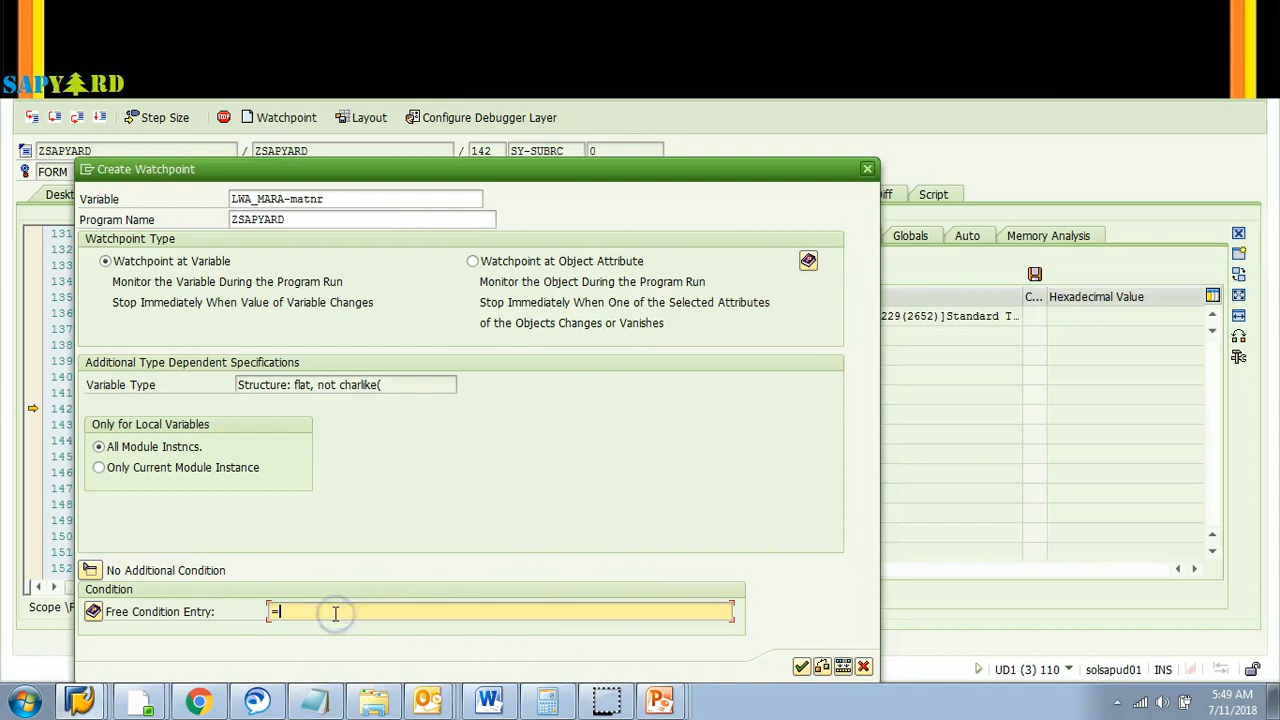 SAPYARD
Step Size Watchpoint Layout Configure Debugger Layer
ZSAPYARD / ZSAPYARD / 142 SY-SUBRC 0
FORM
Create Watchpoint
Deskt
iff Script
Variable LWA_MARA-matnr
Program Name ZSAPYARD
Watchpoint Type
Globals Auto Memory Analysis
Watchpoint at Variable Watchpoint at Object Attribute
Monitor the Variable During the Program Run Monitor the Object During the Program Run
Stop Immediately When Value of Variable Changes Stop Immediately When One of the Selected Attributes
of the Objects Changes or Vanishes
C... Hexadecimal Value
229(2652)]Standard T...
Additional Type Dependent Specifications
Variable Type Structure: flat, not charlike(
Only for Local Variables
All Module Instncs.
Only Current Module Instance
131
132
133
134
135
136
137
138
139
140
141
142
143
144
145
146
147
148
149
150
151
152
No Additional Condition
Condition
Free Condition Entry: =
Scope \F
UD1 (3) 110 solsapud01 INS
5:49 AM
7/11/2018